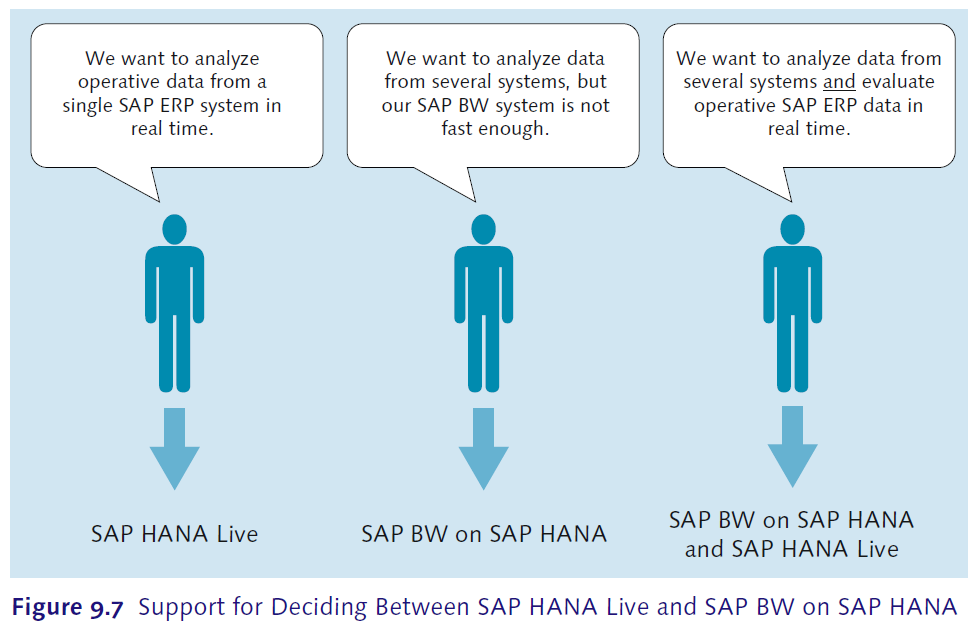 We want to analyze
operative data from a
single SAP ERP system in
real time.
We want to analyze data
from several systems, but
our SAP BW system is not
fast enough.
We want to analyze data from
several systems and evaluate
operative SAP ERP data in
real time.
SAP HANA Live
SAP BW on SAP HANA
SAP BW on SAP HANA
and SAP HANA Live
Figure 9.7 Support for Deciding Between SAP HANA Live and SAP BW on SAP HANA